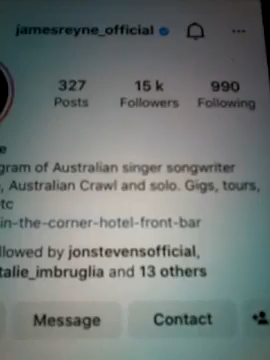 jamesreyne_official
327 15 k 990
Posts Followers Following
e
gram of Australian singer songwriter
, Australian Crawl and solo. Gigs, tours,
tc
in-the-corner-hotel-front-bar
llowed by jonstevensofficial,
talie_imbruglia and 13 others
Message Contact